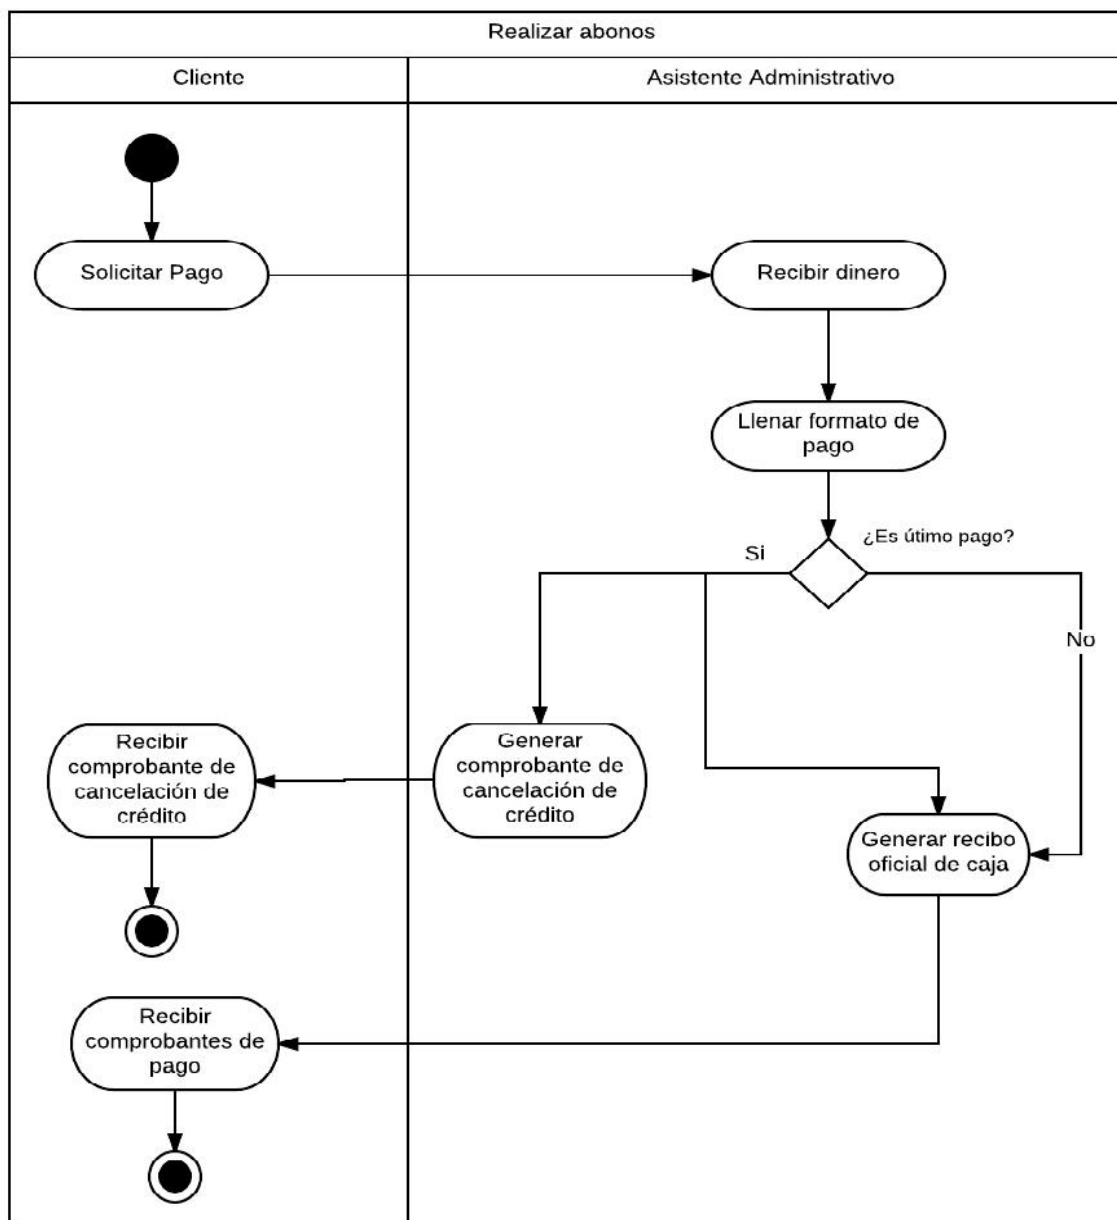 Realizar abonos
Cliente
Asistente Administrativo
Solicitar Pago
Recibir dinero
Llenar formato de
pago
¿Es útimo pago?
Si
No
Recibir
comprobante de
cancelación de
crédito
Generar
comprobante de
cancelación de
crédito
Generar recibo
oficial de caja
Recibir
comprobantes de
pago